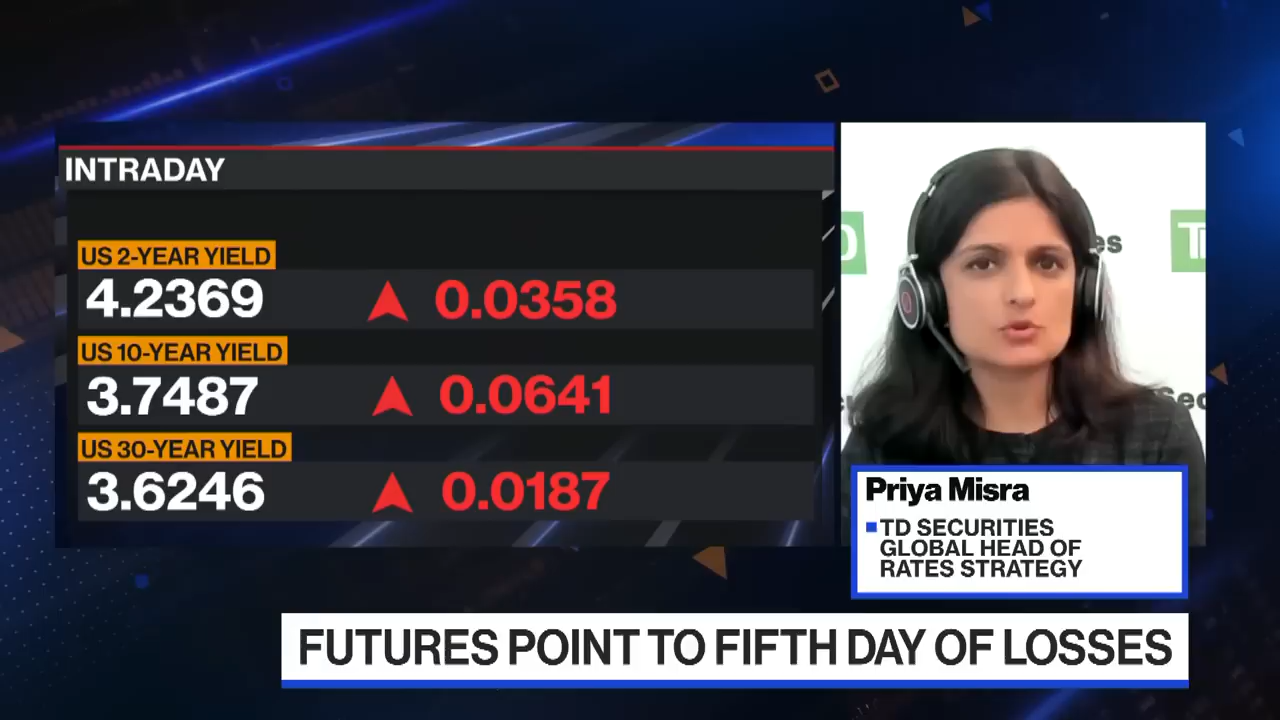 INTRADAY
US 2-YEAR YIELD
4.2369 ▲ 0.0358
US 10-YEAR YIELD
3.7487 ▲ 0.0641
US 30-YEAR YIELD
3.6246 ▲ 0.0187
Priya Misra
TD SECURITIES
GLOBAL HEAD OF
RATES STRATEGY
FUTURES POINT TO FIFTH DAY OF LOSSES